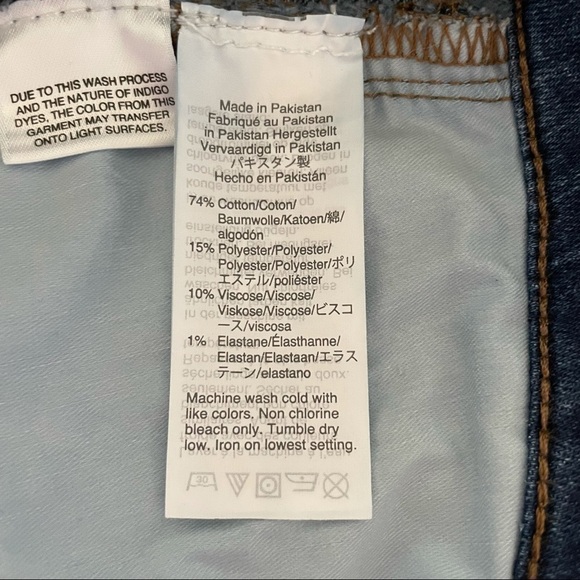 DUE TO THIS WASH PROCESS
AND THE NATURE OF INDIGO
DYES, THE COLOR FROM THIS
GARMENT MAY TRANSFER
ONTO LIGHT SURFACES.
Made in Pakistan
Fabriqué au Pakistan
in Pakistan Hergestellt
Vervaardigd in Pakistan
パキスタン製
Hecho en Pakistán
74% Cotton/Coton/
Baumwolle/Katoen/綿/
algodón
15% Polyester/Polyester/
Polyester/Polyester/ポリ
エステル/poliéster
10% Viscose/Viscose/
Viskose/Viscose/ビスコ
ース/viscosa
1% Elastane/Élasthanne/
Elastan/Elastaan/エラス
テーン/elastano
Machine wash cold with
like colors. Non chlorine
bleach only. Tumble dry
low. Iron on lowest setting.
30